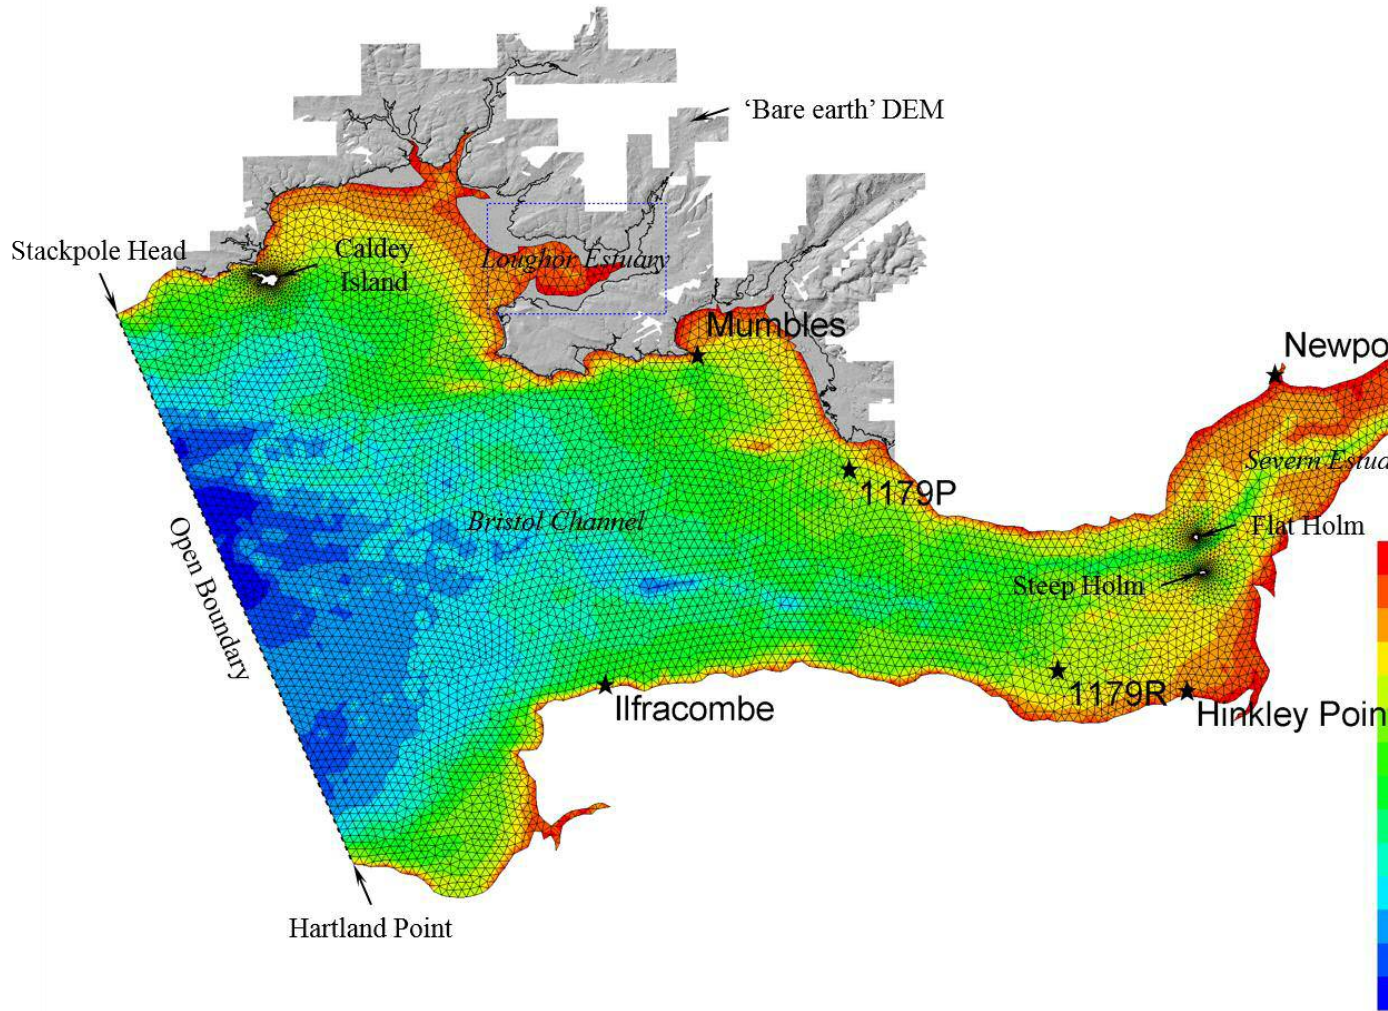 'Bare earth' DEM
Stackpole Head
Caldey
Island
Loughor Estuary
Mumbles
Newpo
Severn Estua
1179P
Bristol Channel
Open Boundary
Flat Holm
Steep Holm
1179R
Ilfracombe
Hinkley Poin
Hartland Point